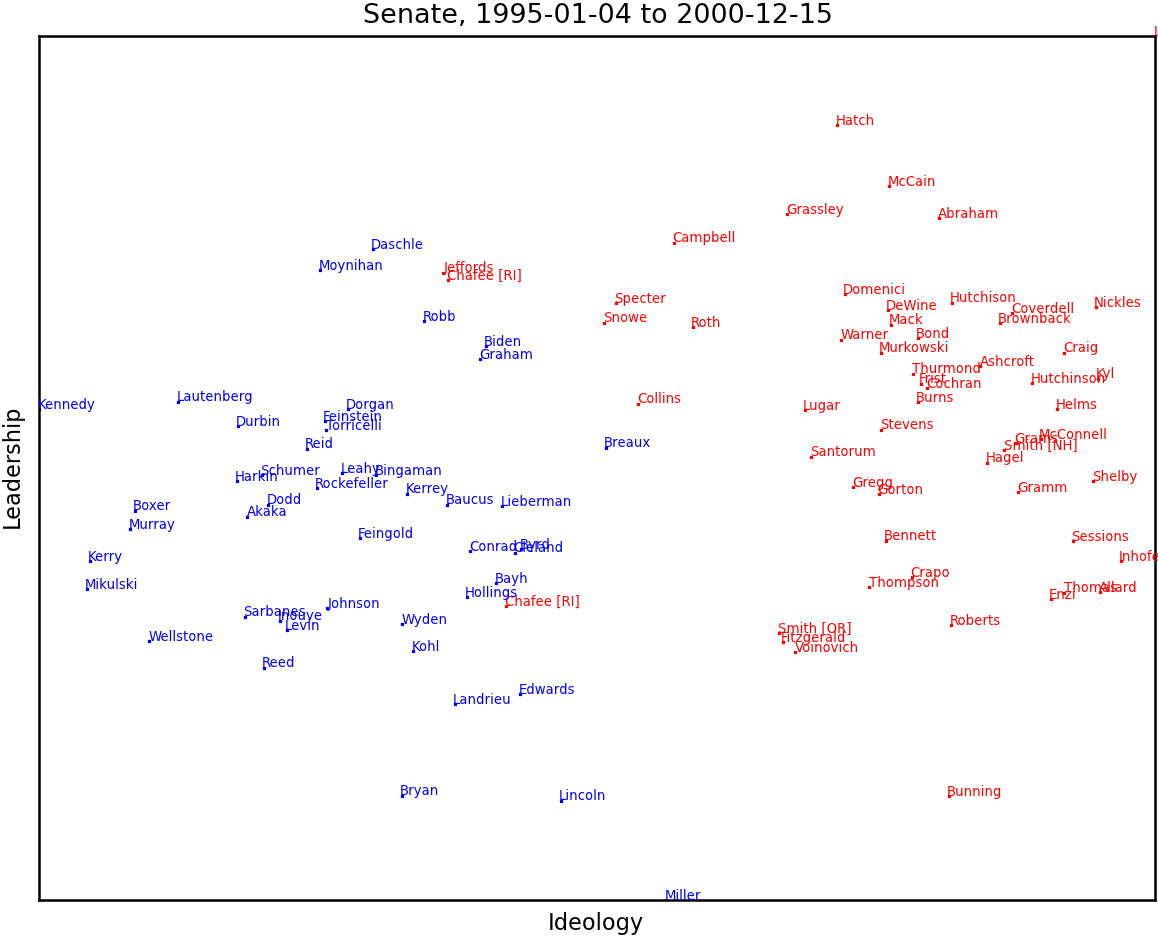 Senate, 1995-01-04 to 2000-12-15
Hatch
McCain
Grassley
Abraham
Campbell
Daschle
Moynihan
Jeffords
Chafee [RI]
Domenici
Hutchison
Specter
Nickles
DeWine
Coverdell
Robb
Snowe
Brownback
Mack
Roth
Bond
Warner
Biden
Murkowski
Craig
Graham
Ashcroft
Thurmond
Kyl
Frist
Hutchinson
Cochran
Lautenberg
Burns
Collins
Kennedy
Dorgan
Lugar
Helms
Feinstein
Durbin
Torricelli
Stevens
McConnell
Grams
Reid
Breaux
Smith [NH]
Santorum
Hagel
Leahy
Schumer
Bingaman
Harkin
Shelby
Rockefeller
Gregg
Kerrey
Gorton
Gramm
Dodd
Baucus
Lieberman
Boxer
Akaka
Murray
Feingold
Bennett
Sessions
Byrd
Conrad
Cleland
Kerry
Inhofe
Crapo
Bayh
Thompson
Mikulski
Thomas
Allard
Hollings
Enzi
Chafee [RI]
Johnson
Sarbanes
Inouye
Wyden
Roberts
Levin
Smith [OR]
Wellstone
Fitzgerald
Kohl
Voinovich
Reed
Edwards
Landrieu
Bryan
Bunning
Lincoln
Miller
Leadership
Ideology